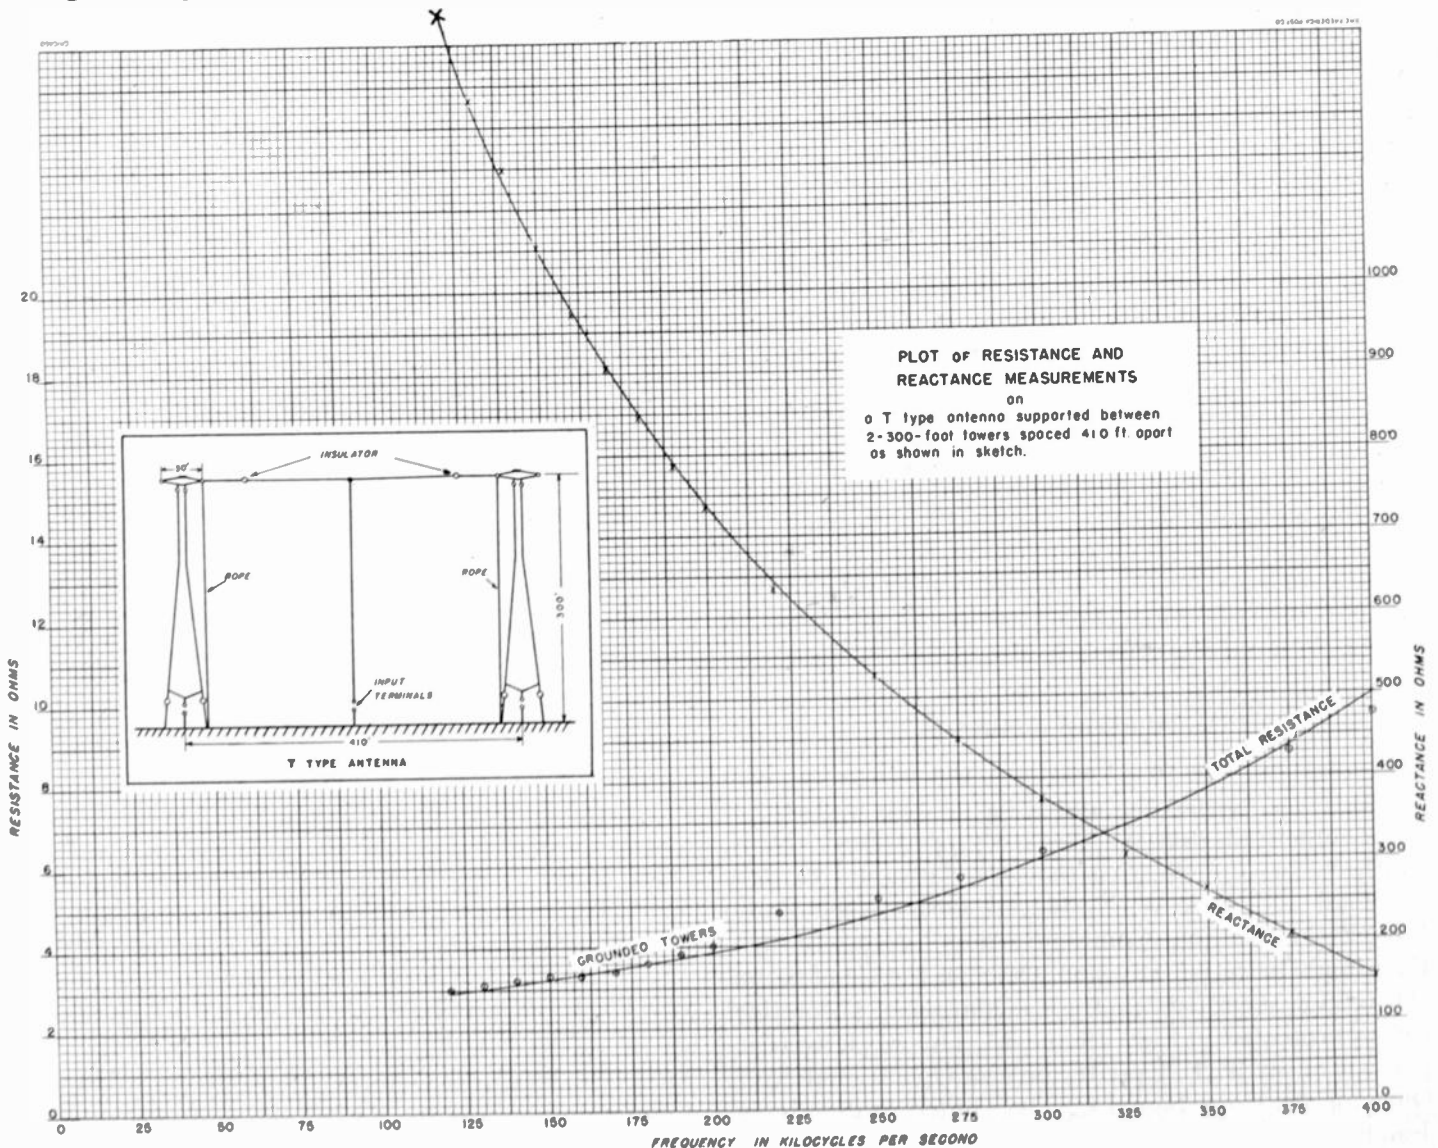 PLOT OF RESISTANCE AND
REACTANCE MEASUREMENTS
on
a T type antenna supported between
2-300-foot towers spaced 410 ft. apart
as shown in sketch.
INSULATOR
90'
ROPE
ROPE
300'
INPUT
TERMINALS
410'
T TYPE ANTENNA
RESISTANCE IN OHMS
20
18
16
14
12
10
8
6
4
2
0
REACTANCE IN OHMS
1000
900
800
700
600
500
400
300
200
100
0
TOTAL RESISTANCE
GROUNDED TOWERS
REACTANCE
0 25 50 75 100 125 150 175 200 225 250 275 300 325 350 375 400
FREQUENCY IN KILOCYCLES PER SECOND